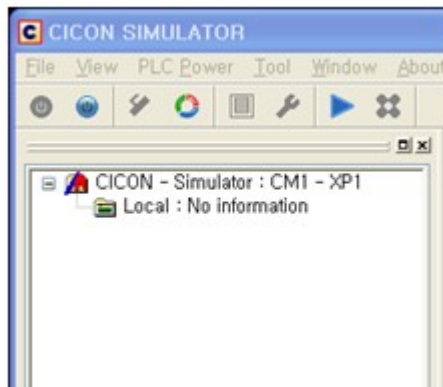 CICON SIMULATOR
File View PLC Power Tool Window About
CICON - Simulator : CM1 - XP1
Local : No information